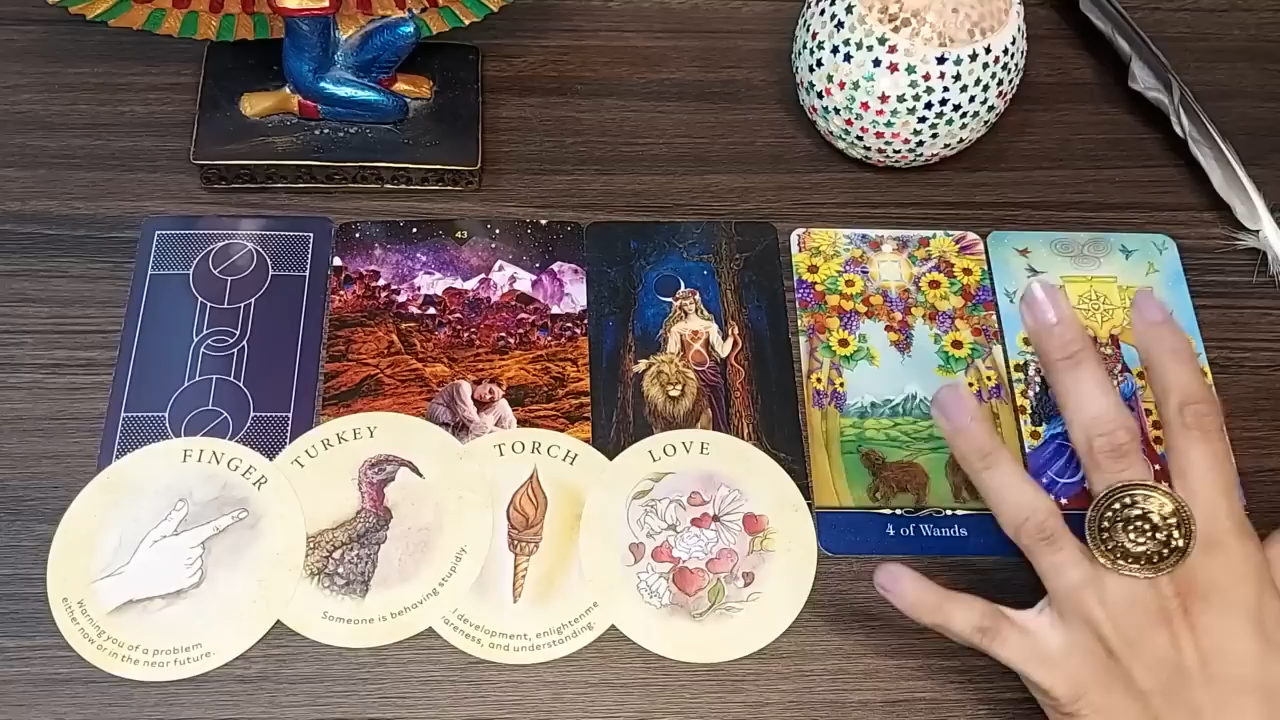 43
4 of Wands
FINGER
Warning you of a problem
either now or in the near future.
TURKEY
Someone is behaving stupidly.
TORCH
development, enlightenme
and understanding.
LOVE